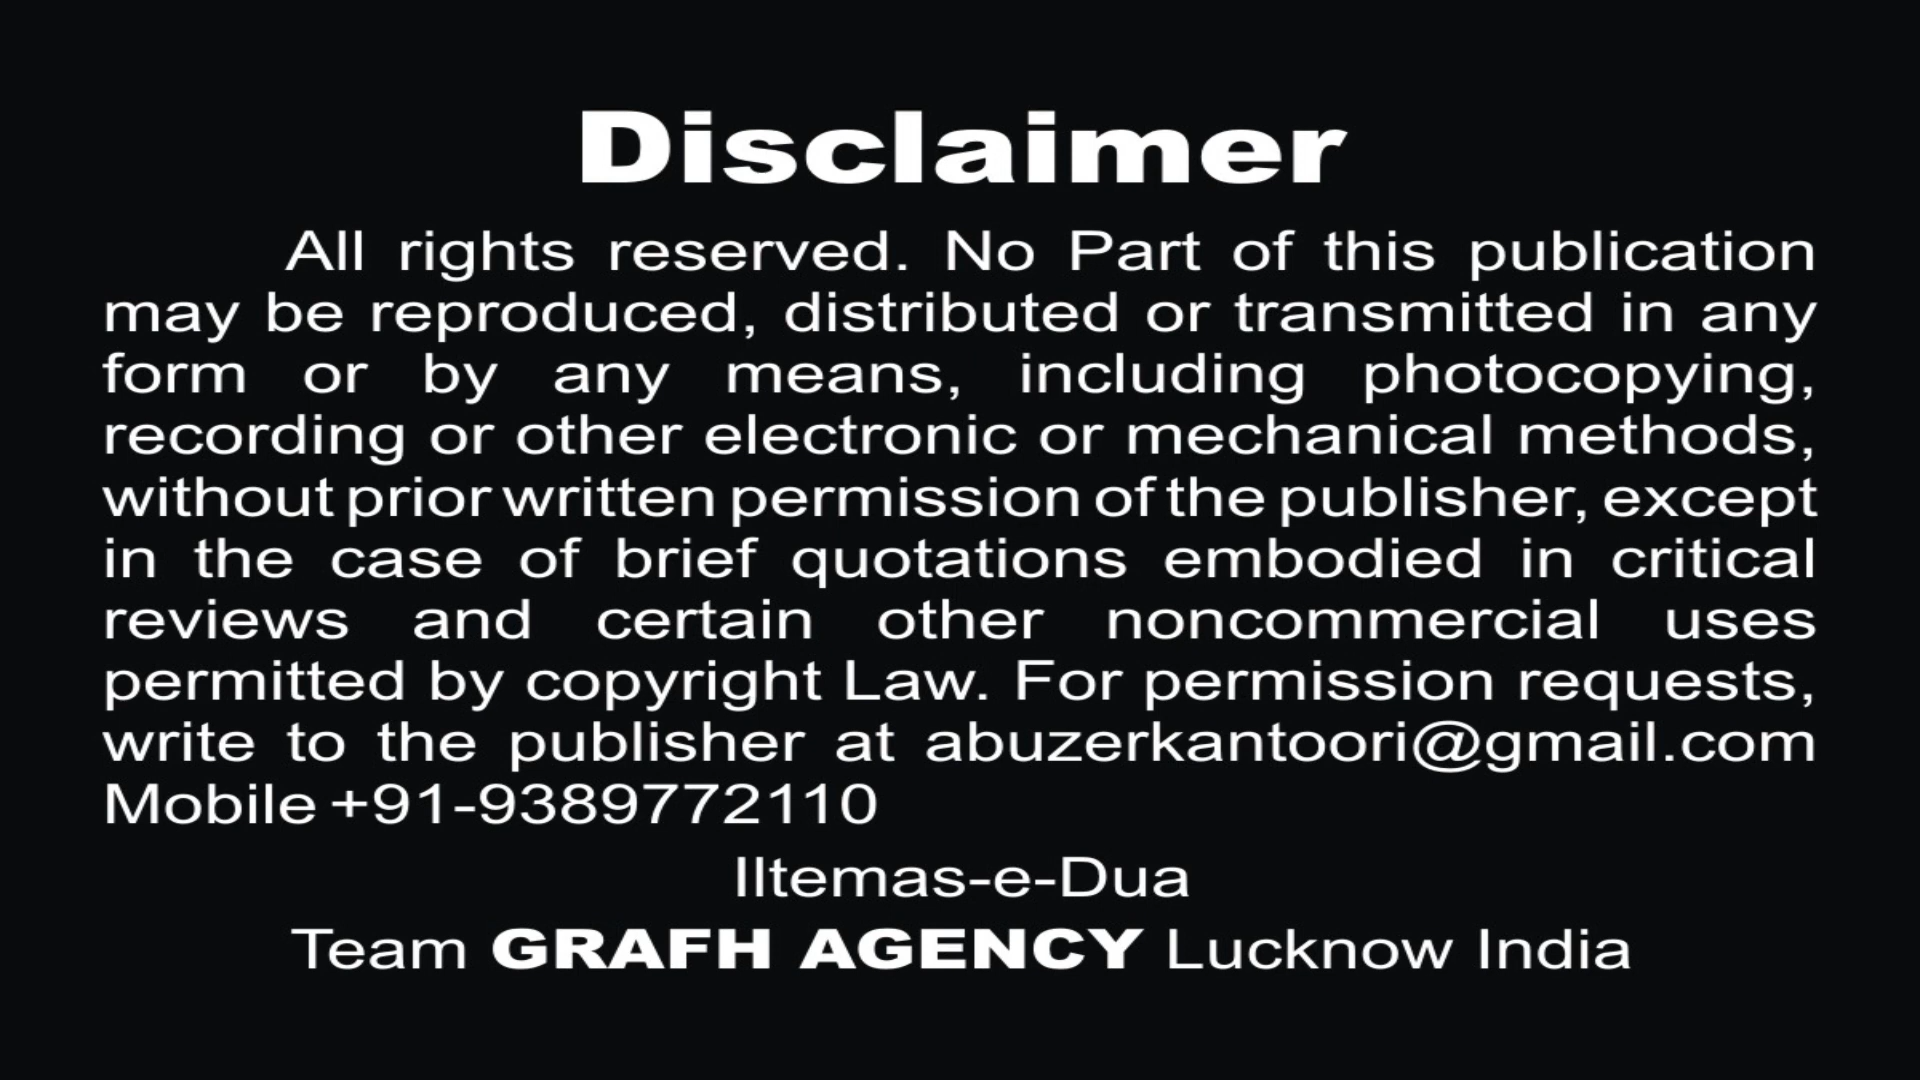 Disclaimer
All rights reserved. No Part of this publication
may be reproduced, distributed or transmitted in any
form or by any means, including photocopying,
recording or other electronic or mechanical methods,
without prior written permission of the publisher, except
in the case of brief quotations embodied in critical
reviews and certain other noncommercial uses
permitted by copyright Law. For permission requests,
write to the publisher at abuzerkantoori@gmail.com
Mobile +91-9389772110
Iltemas-e-Dua
Team GRAFH AGENCY Lucknow India